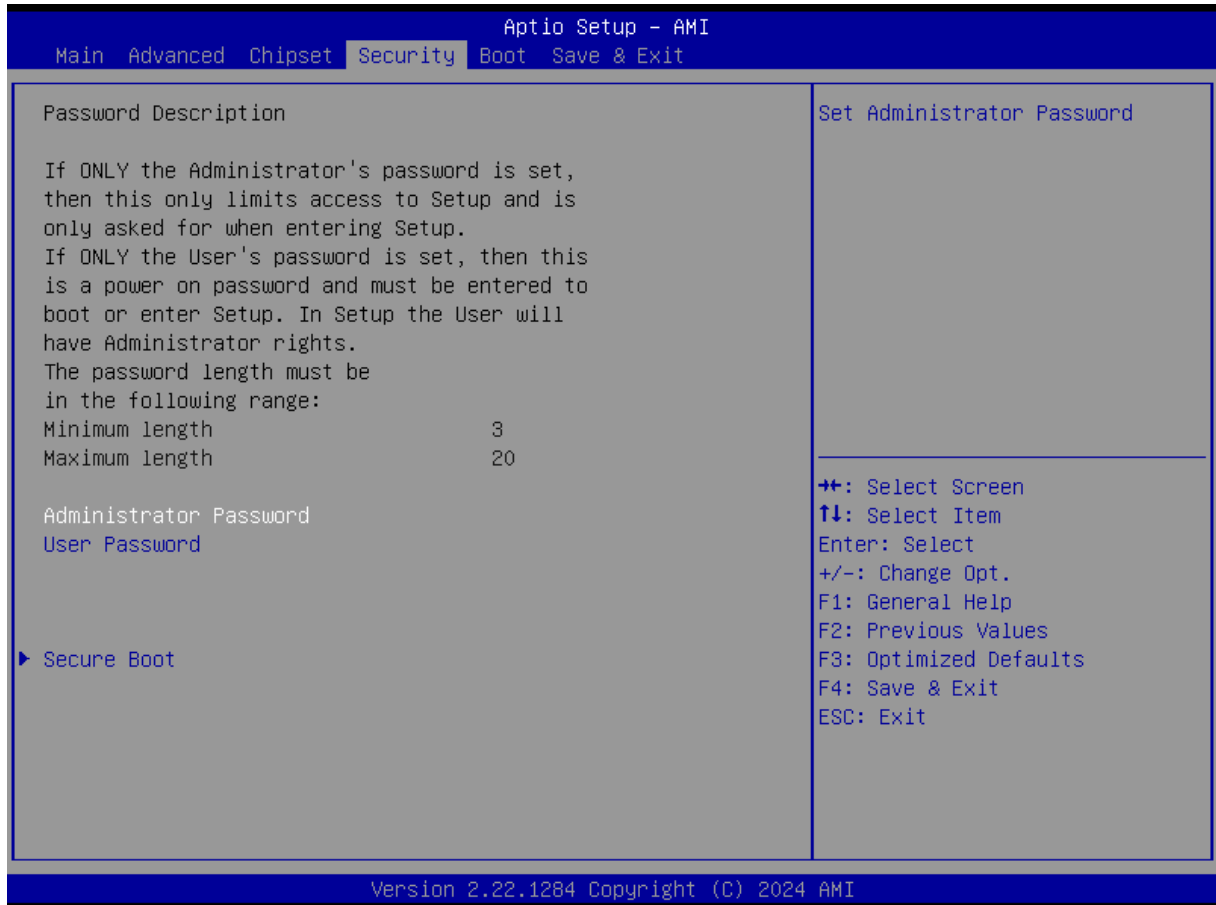 Aptio Setup – AMI
Main Advanced Chipset Security Boot Save & Exit
Password Description
If ONLY the Administrator's password is set,
then this only limits access to Setup and is
only asked for when entering Setup.
If ONLY the User's password is set, then this
is a power on password and must be entered to
boot or enter Setup. In Setup the User will
have Administrator rights.
The password length must be
in the following range:
Minimum length 3
Maximum length 20
Administrator Password
User Password
Secure Boot
Set Administrator Password
→←: Select Screen
↑↓: Select Item
Enter: Select
+/-: Change Opt.
F1: General Help
F2: Previous Values
F3: Optimized Defaults
F4: Save & Exit
ESC: Exit
Version 2.22.1284 Copyright (C) 2024 AMI